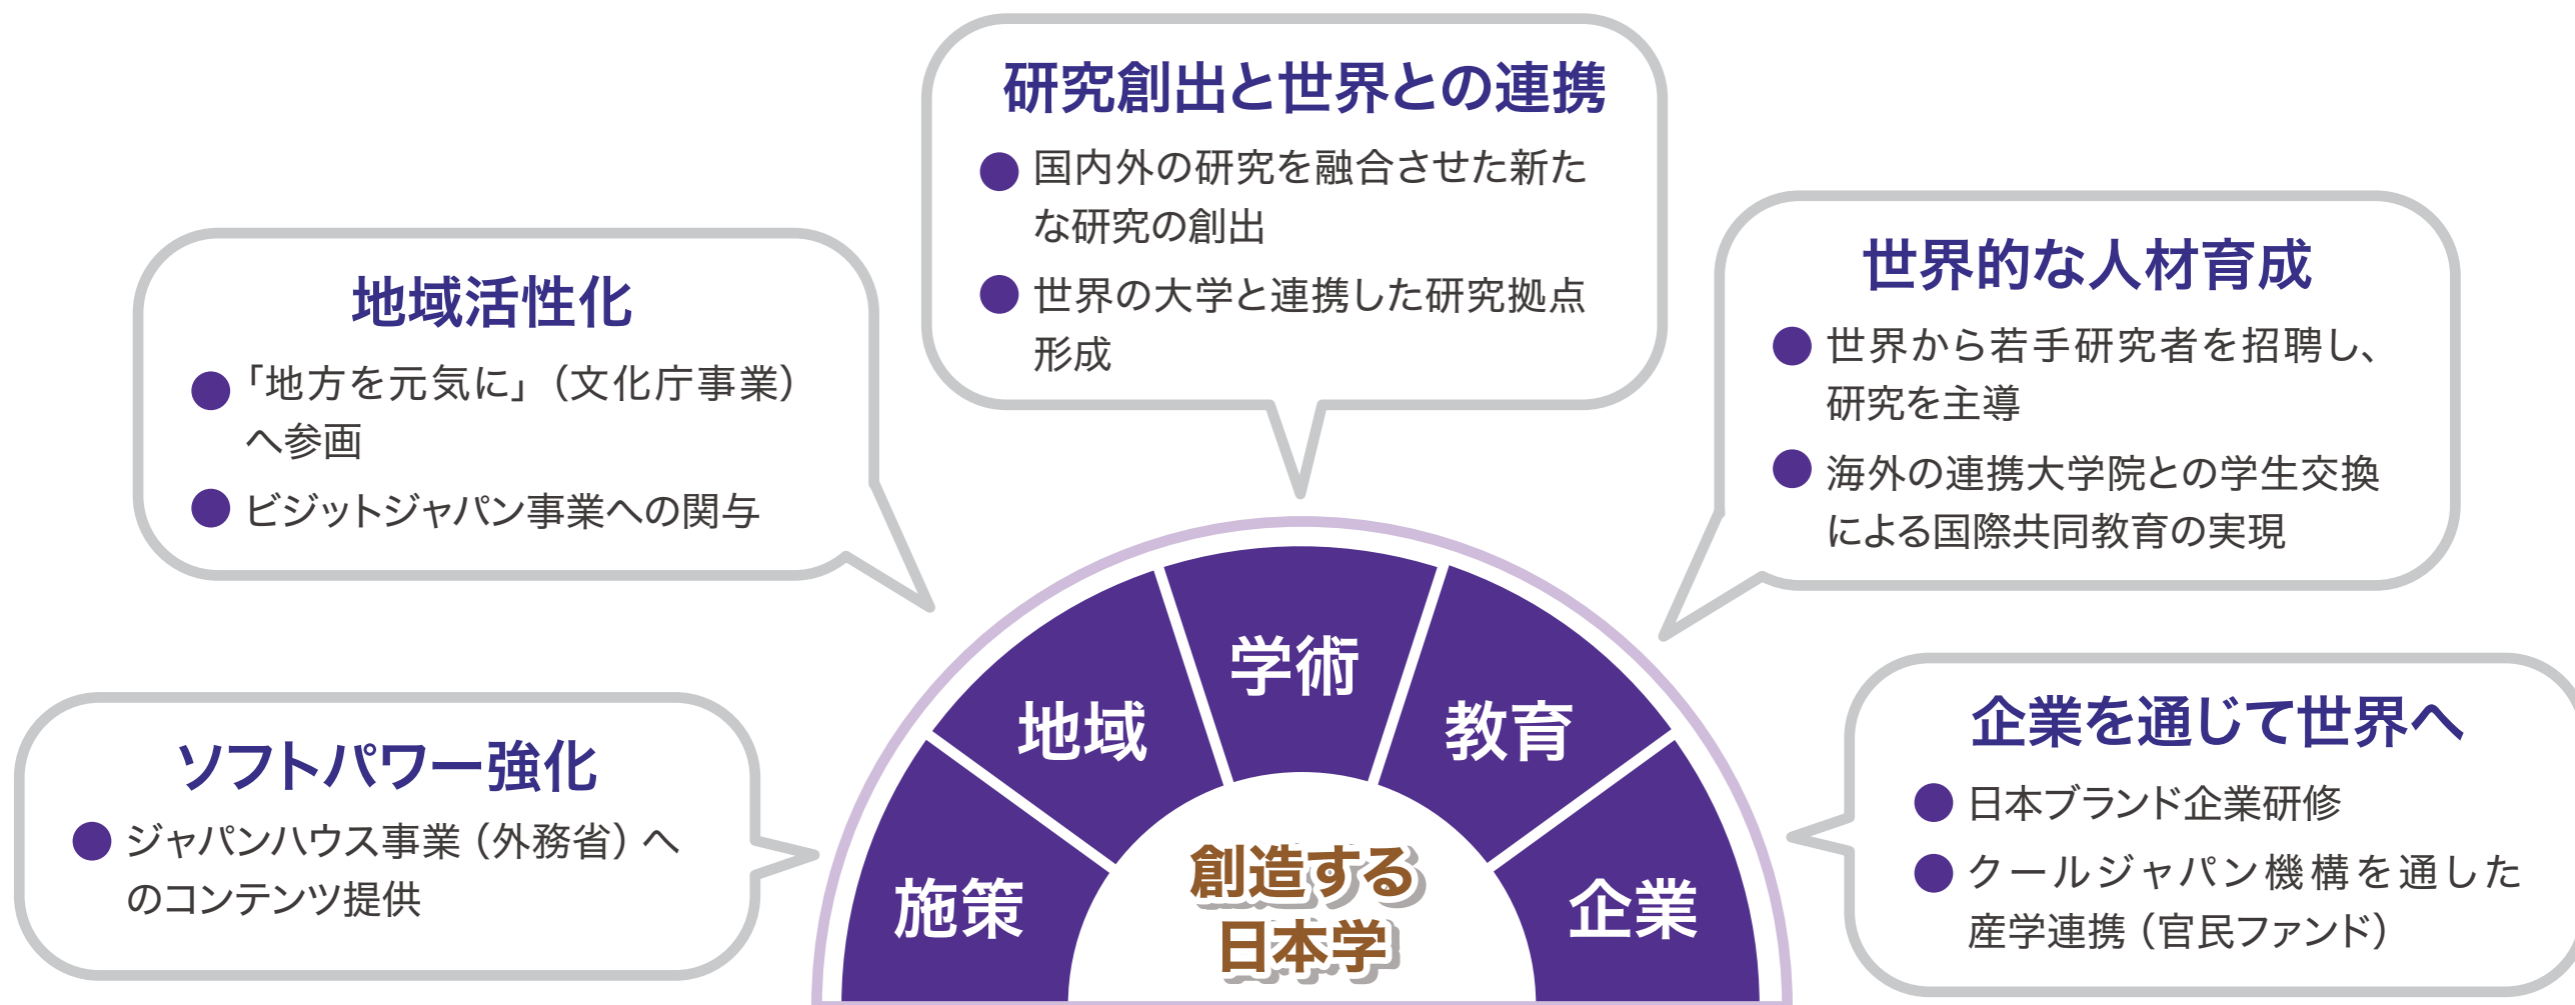 研究創出と世界との連携
国内外の研究を融合させた新た
な研究の創出
世界の大学と連携した研究拠点
形成
地域活性化
「地方を元気に」（文化庁事業）
へ参画
ビジットジャパン事業への関与
世界的な人材育成
世界から若手研究者を招聘し、
研究を主導
海外の連携大学院との学生交換
による国際共同教育の実現
ソフトパワー強化
ジャパンハウス事業（外務省）へ
のコンテンツ提供
企業を通じて世界へ
日本ブランド企業研修
クールジャパン機構を通した
産学連携（官民ファンド）
施策
地域
学術
教育
企業
創造する
日本学